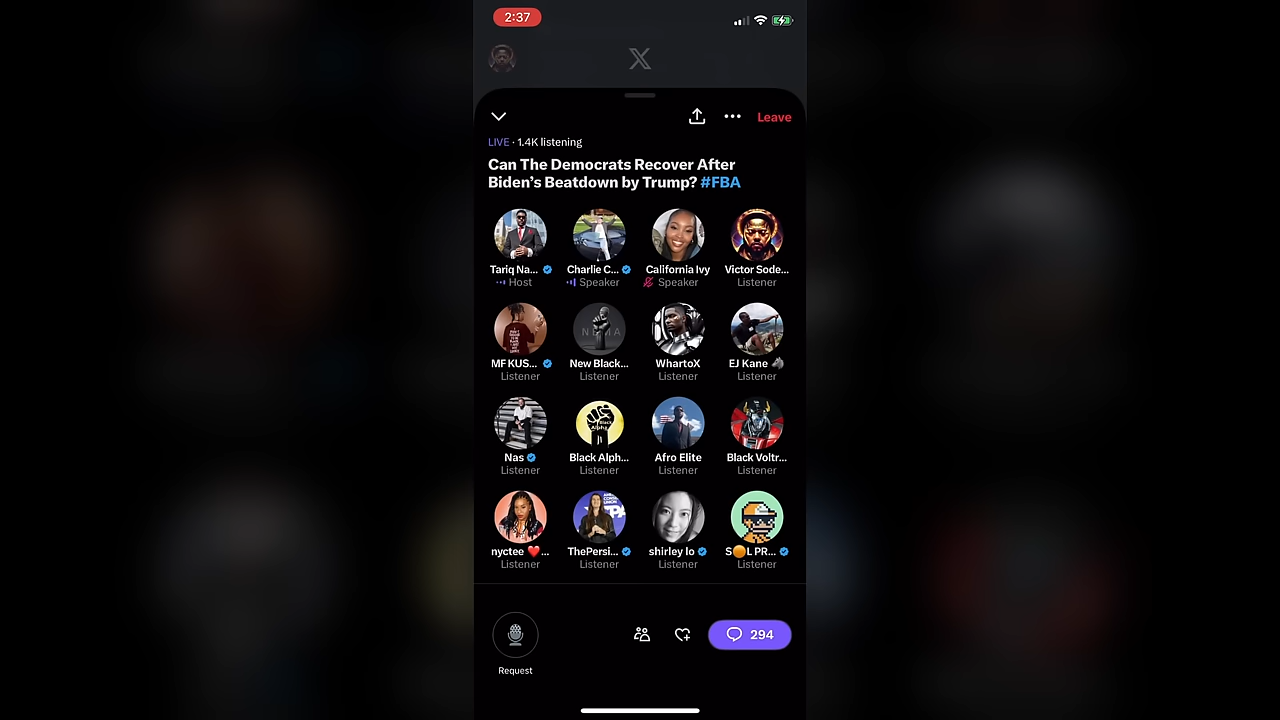 2:37
X
Leave
LIVE · 1.4K listening
Can The Democrats Recover After
Biden’s Beatdown by Trump? #FBA
Tariq Na... Charlie C... California Ivy Victor Sode...
Host Speaker Speaker Listener
NEMA
MF KUS... New Black... WhartoX EJ Kane 🦓
Listener Listener Listener Listener
Black
Alpha
Nas Black Alph... Afro Elite Black Voltr...
Listener Listener Listener Listener
nyctee ❤️... ThePersi... shirley lo S🟠L PR...
Listener Listener Listener Listener
294
Request